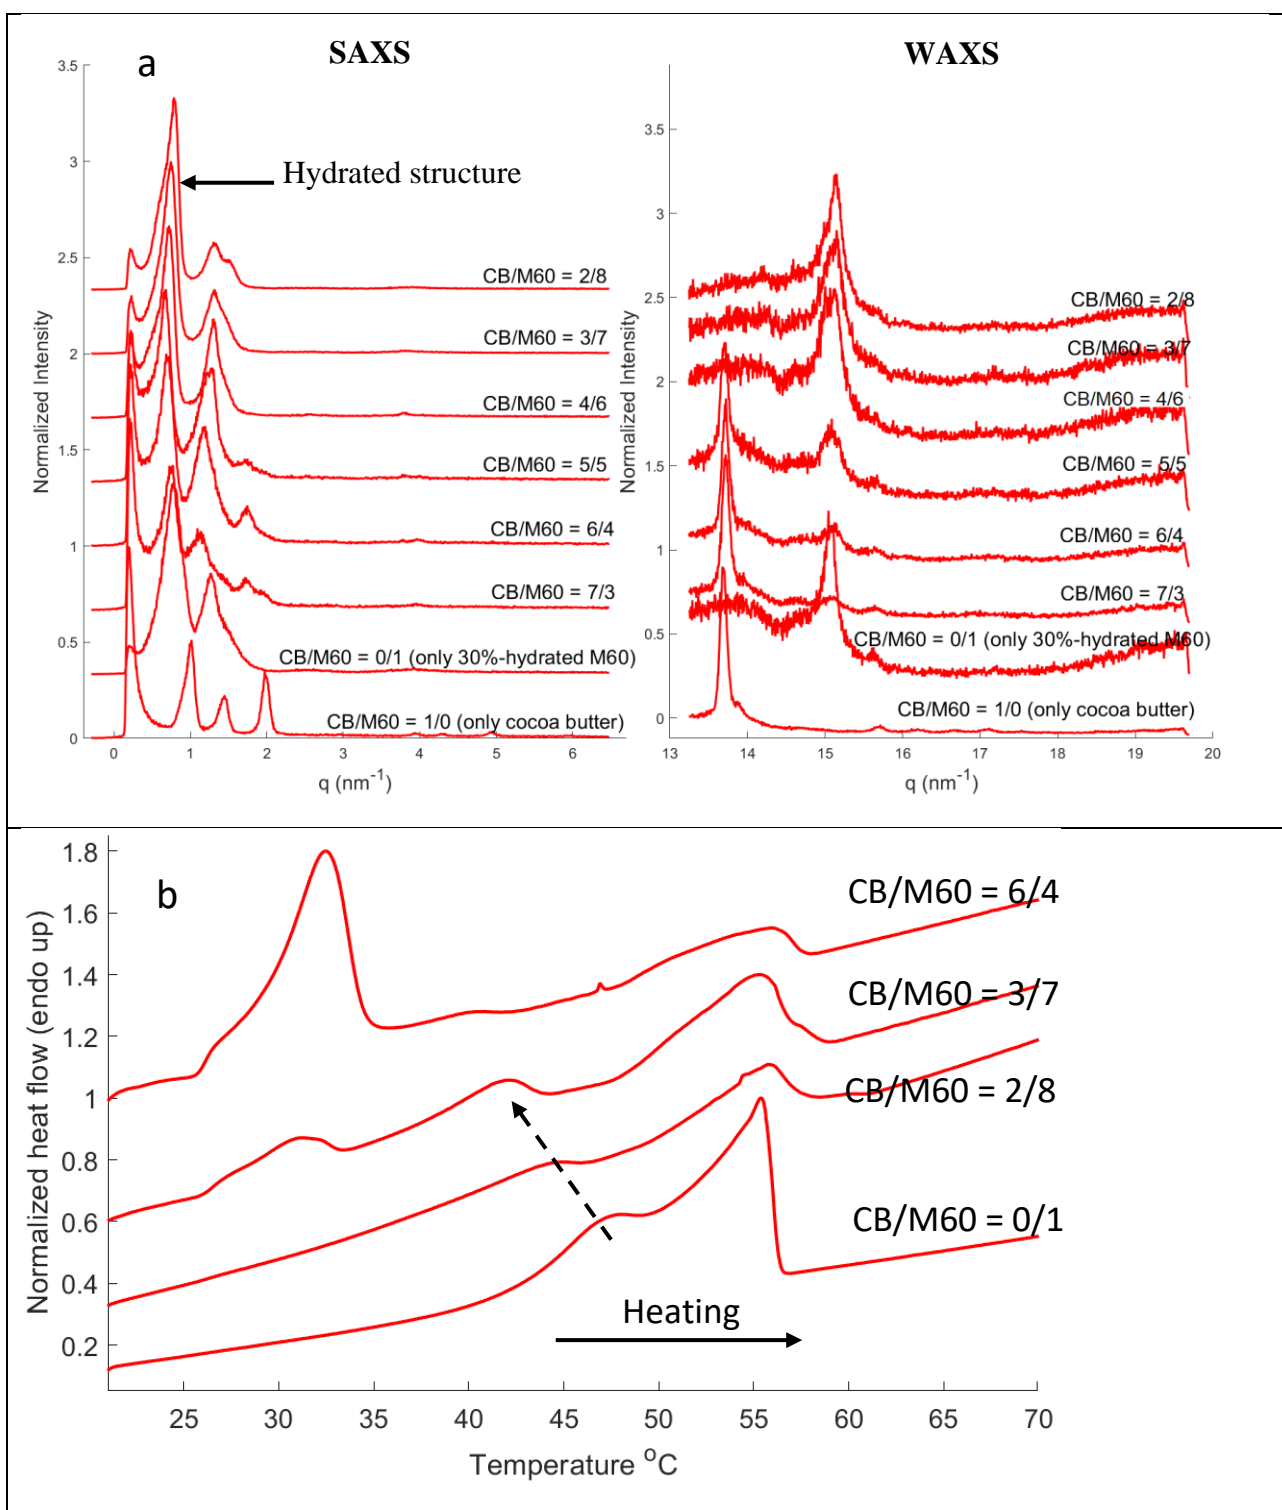 a
SAXS
WAXS
3.5
3
2.5
2
1.5
1
0.5
0
Normalized Intensity
Hydrated structure
CB/M60 = 2/8
CB/M60 = 3/7
CB/M60 = 4/6
CB/M60 = 5/5
CB/M60 = 6/4
CB/M60 = 7/3
CB/M60 = 0/1 (only 30%-hydrated M60)
CB/M60 = 1/0 (only cocoa butter)
0 1 2 3 4 5 6
q (nm-1)
3.5
3
2.5
2
1.5
1
0.5
0
Normalized Intensity
CB/M60 = 2/8
CB/M60 = 3/7
CB/M60 = 4/6
CB/M60 = 5/5
CB/M60 = 6/4
CB/M60 = 7/3
CB/M60 = 0/1 (only 30%-hydrated M60)
CB/M60 = 1/0 (only cocoa butter)
13 14 15 16 17 18 19 20
q (nm-1)
b
1.8
1.6
1.4
1.2
1
0.8
0.6
0.4
0.2
Normalized heat flow (endo up)
CB/M60 = 6/4
CB/M60 = 3/7
CB/M60 = 2/8
CB/M60 = 0/1
Heating
25 30 35 40 45 50 55 60 65 70
Temperature oC